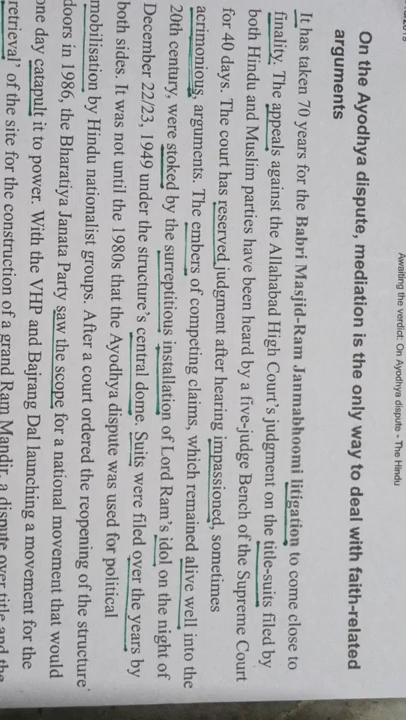 Awaiting the verdict: On Ayodhya dispute - The Hindu
On the Ayodhya dispute, mediation is the only way to deal with faith-related
arguments
It has taken 70 years for the Babri Masjid-Ram Janmabhoomi litigation to come close to
finality. The appeals against the Allahabad High Court's judgment on the title-suits filed by
both Hindu and Muslim parties have been heard by a five-judge Bench of the Supreme Court
for 40 days. The court has reserved judgment after hearing impassioned, sometimes
acrimonious, arguments. The embers of competing claims, which remained alive well into the
20th century, were stoked by the surreptitious installation of Lord Ram's idol on the night of
December 22/23, 1949 under the structure's central dome. Suits were filed over the years by
both sides. It was not until the 1980s that the Ayodhya dispute was used for political
mobilisation by Hindu nationalist groups. After a court ordered the reopening of the structure'
doors in 1986, the Bharatiya Janata Party saw the scope for a national movement that would
one day catapult it to power. With the VHP and Bajrang Dal launching a movement for the
retrieval' of the site for the construction of a grand Ram Mandir, a dispute over title and the